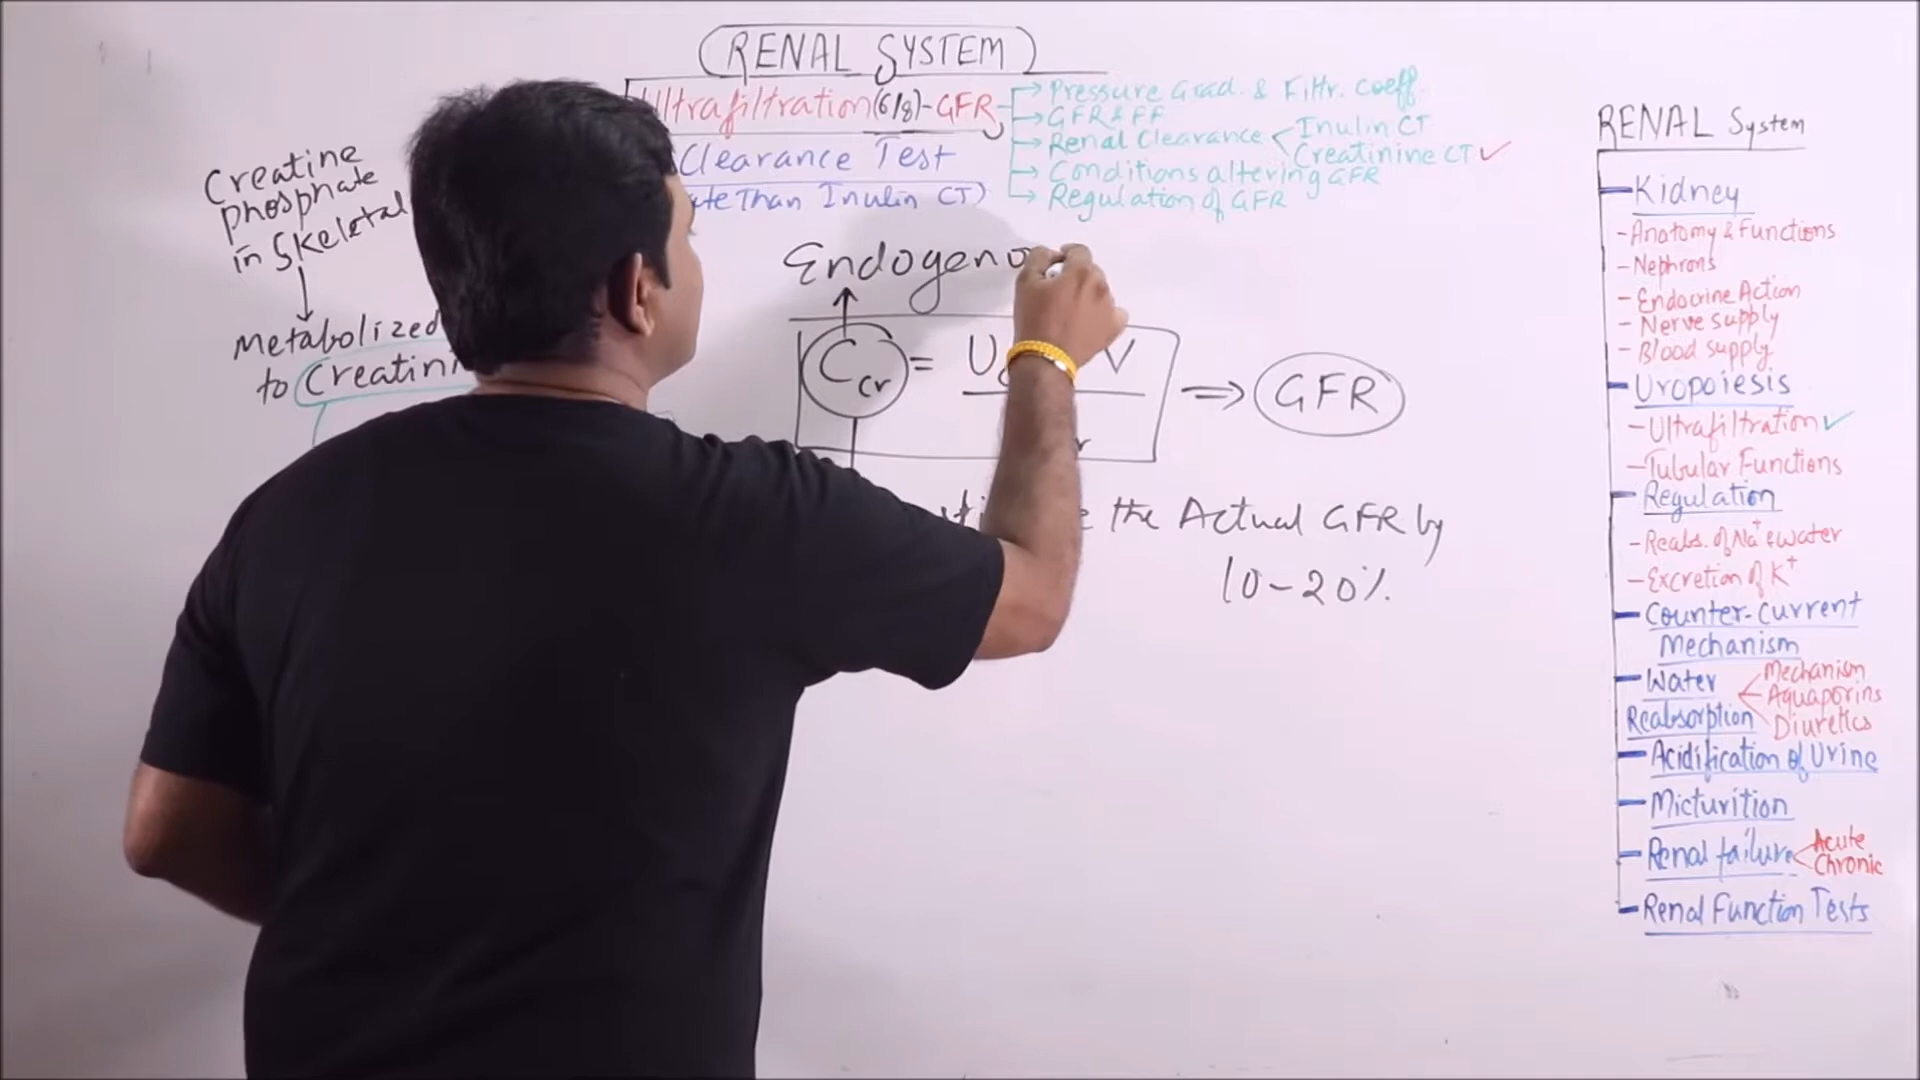 RENAL SYSTEM
Ultrafiltration (6/8) - GFR
Clearance Test
Than Inulin CT)
→ Pressure Grad. & Filtr. Coeff.
→ GFR & FF
→ Renal Clearance < Inulin CT
Creatinine CT ✓
→ Conditions altering GFR
→ Regulation of GFR
Creatine
phosphate
in Skeletal
↓
Metabolized
to
Endogeno
↑
Ccr = U V ⇒ GFR
the Actual GFR by
10-20%.
RENAL System
Kidney
- Anatomy & Functions
- Nephrons
- Endocrine Action
- Nerve supply
- Blood supply
Uropoiesis
- Ultrafiltration ✓
- Tubular Functions
Regulation
- Reabs. of Na+ & water
- Excretion of K+
Counter-current
Mechanism
Water < Mechanism
Aquaporins
Reabsorption Diuretics
Acidification of Urine
Micturition
Renal failure < Acute
Chronic
Renal Function Tests